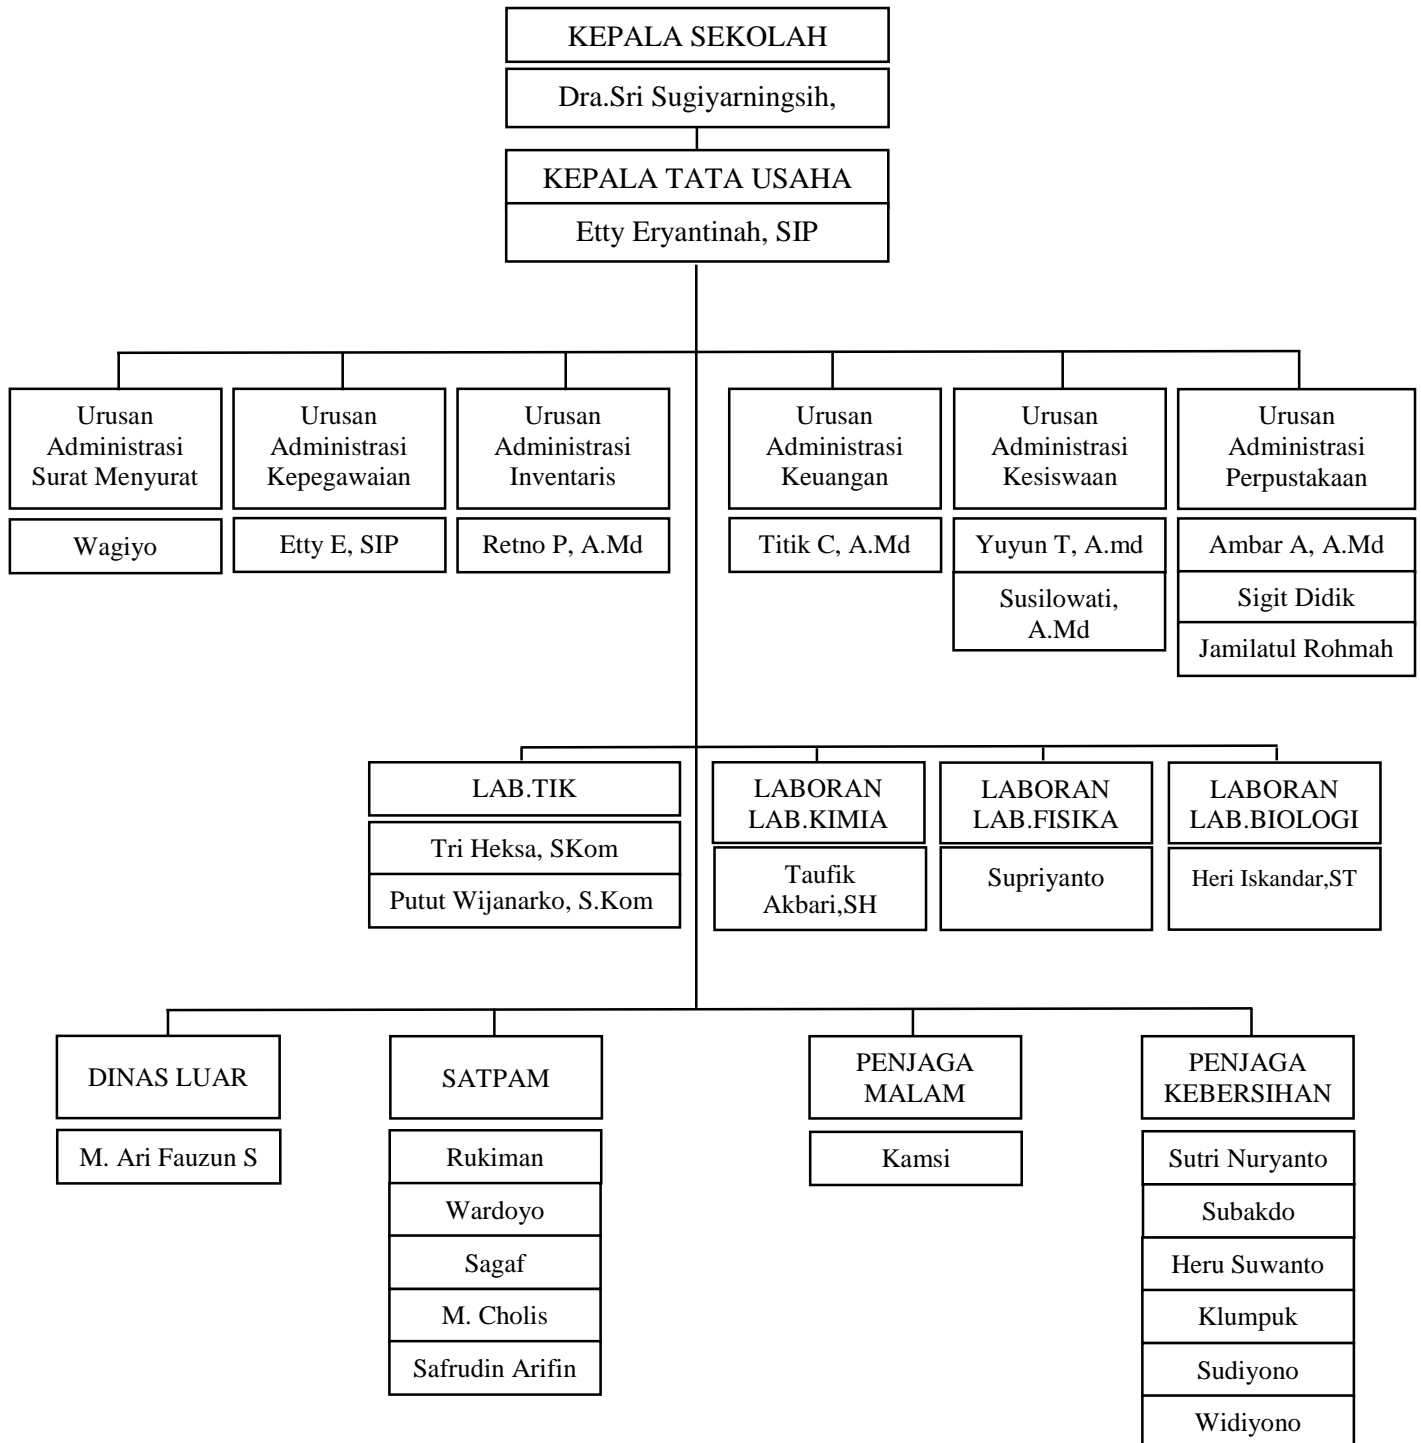 KEPALA SEKOLAH
Dra.Sri Sugiyarningsih,
KEPALA TATA USAHA
Etty Eryantinah, SIP
Urusan
Administrasi
Surat Menyurat
Wagiyo
Urusan
Administrasi
Kepegawaian
Etty E, SIP
Urusan
Administrasi
Inventaris
Retno P, A.Md
Urusan
Administrasi
Keuangan
Titik C, A.Md
Urusan
Administrasi
Kesiswaan
Yuyun T, A.md
Susilowati,
A.Md
Urusan
Administrasi
Perpustakaan
Ambar A, A.Md
Sigit Didik
Jamilatul Rohmah
LAB.TIK
Tri Heksa, SKom
Putut Wijanarko, S.Kom
LABORAN
LAB.KIMIA
Taufik
Akbari,SH
LABORAN
LAB.FISIKA
Supriyanto
LABORAN
LAB.BIOLOGI
Heri Iskandar,ST
DINAS LUAR
M. Ari Fauzun S
SATPAM
Rukiman
Wardoyo
Sagaf
M. Cholis
Safrudin Arifin
PENJAGA
MALAM
Kamsi
PENJAGA
KEBERSIHAN
Sutri Nuryanto
Subakdo
Heru Suwanto
Klumpuk
Sudiyono
Widiyono